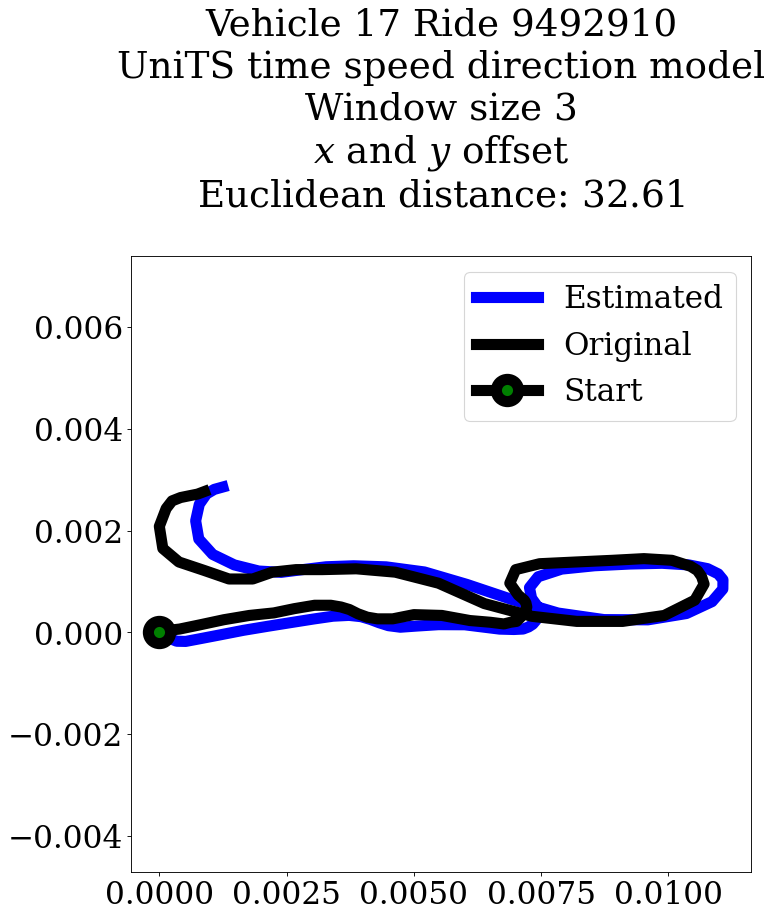 Vehicle 17 Ride 9492910
UniTS time speed direction model
Window size 3
x and y offset
Euclidean distance: 32.61
Estimated
Original
Start
0.006
0.004
0.002
0.000
−0.002
−0.004
0.0000 0.0025 0.0050 0.0075 0.0100